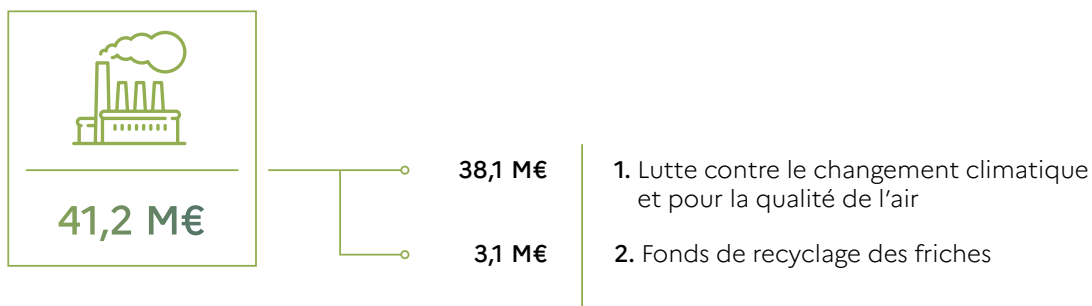 41,2 M€
38,1 M€
1. Lutte contre le changement climatique
et pour la qualité de l’air
3,1 M€
2. Fonds de recyclage des friches